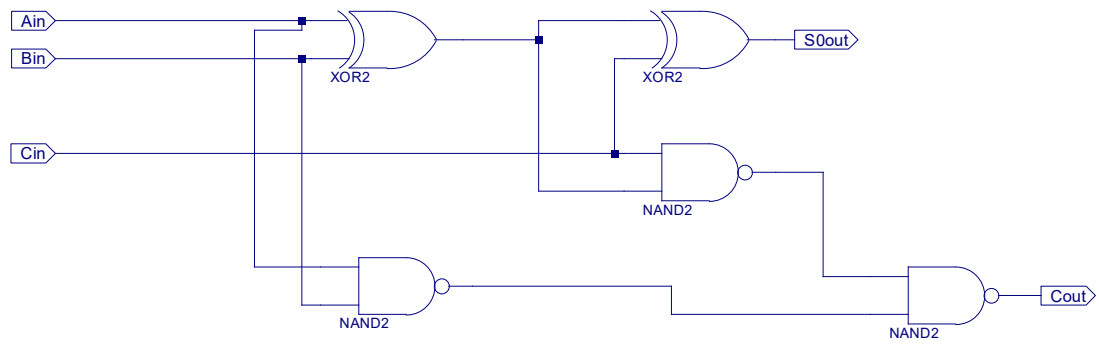 Ain
Bin
XOR2
XOR2
S0out
Cin
NAND2
NAND2
NAND2
Cout